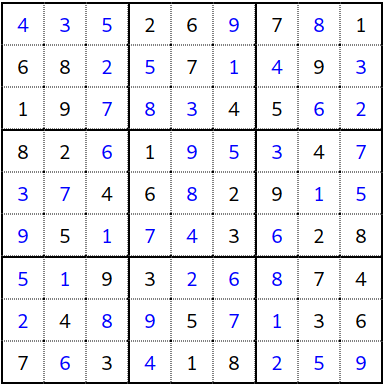 4 3 5 2 6 9 7 8 1
6 8 2 5 7 1 4 9 3
1 9 7 8 3 4 5 6 2
8 2 6 1 9 5 3 4 7
3 7 4 6 8 2 9 1 5
9 5 1 7 4 3 6 2 8
5 1 9 3 2 6 8 7 4
2 4 8 9 5 7 1 3 6
7 6 3 4 1 8 2 5 9